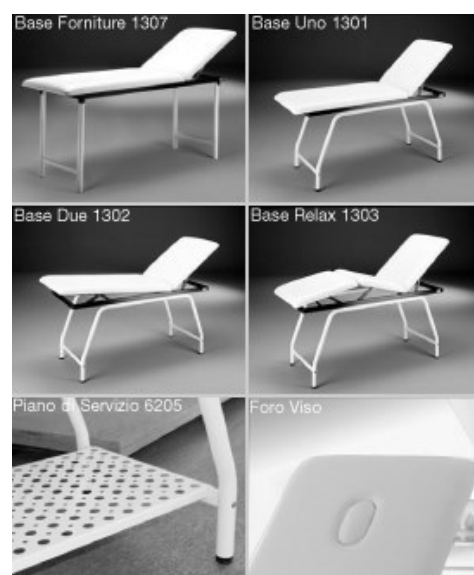 Base Forniture 1307
Base Uno 1301
Base Due 1302
Base Relax 1303
Piano di Servizio 6205
Foro Viso